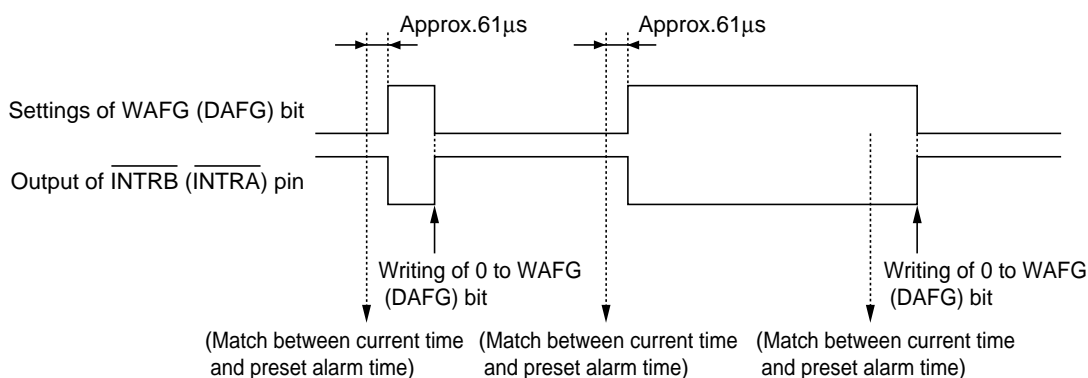 Approx.61μs Approx.61μs
Settings of WAFG (DAFG) bit
Output of INTRB (INTRA) pin
Writing of 0 to WAFG
(DAFG) bit
Writing of 0 to WAFG
(DAFG) bit
(Match between current time
and preset alarm time)
(Match between current time
and preset alarm time)
(Match between current time
and preset alarm time)